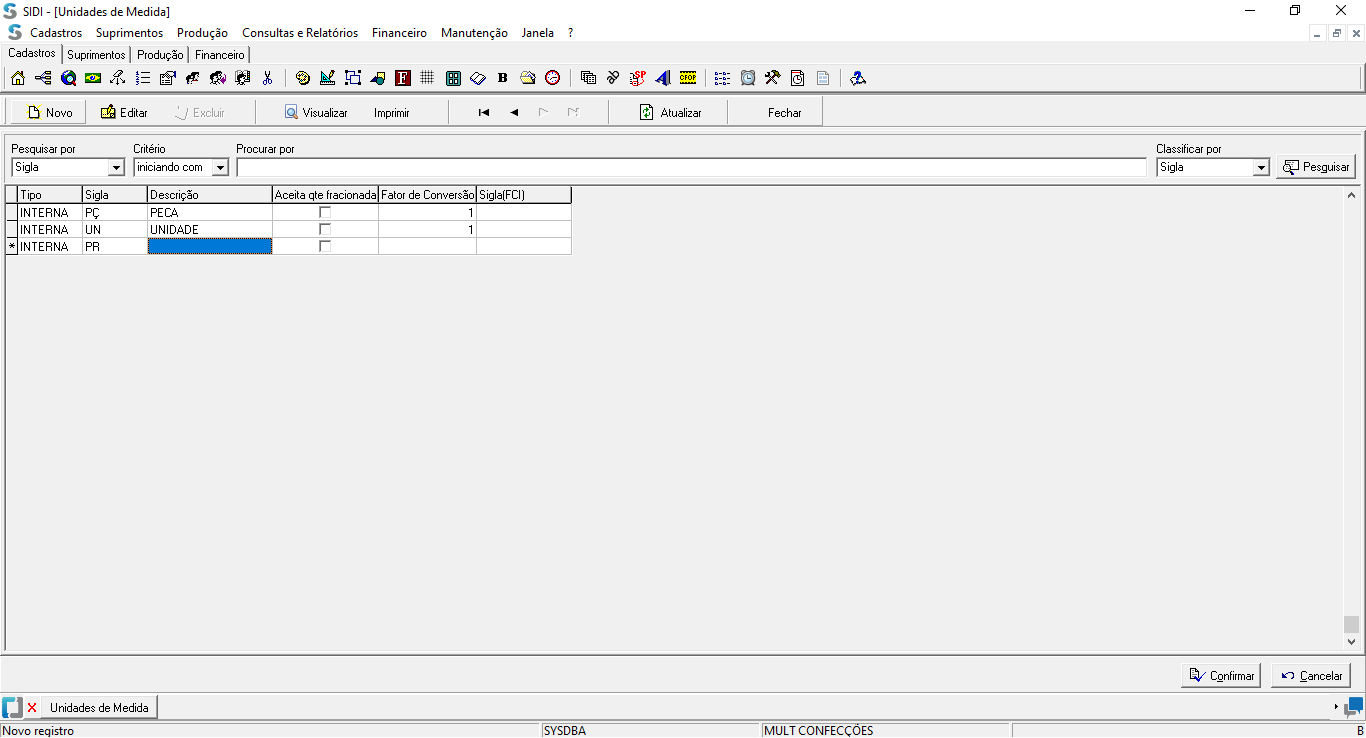 SIDI - [Unidades de Medida]
Cadastros Suprimentos Produção Consultas e Relatórios Financeiro Manutenção Janela ?
Cadastros Suprimentos Produção Financeiro
F B SP CFOP
Novo Editar Excluir Visualizar Imprimir Atualizar Fechar
Pesquisar por Critério Procurar por Classificar por
Sigla iniciando com Sigla Pesquisar
Tipo Sigla Descrição Aceita qte fracionada Fator de Conversão Sigla(FCI)
INTERNA PÇ PECA 1
INTERNA UN UNIDADE 1
* INTERNA PR
Confirmar Cancelar
Unidades de Medida
Novo registro SYSDBA MULT CONFECÇÕES B